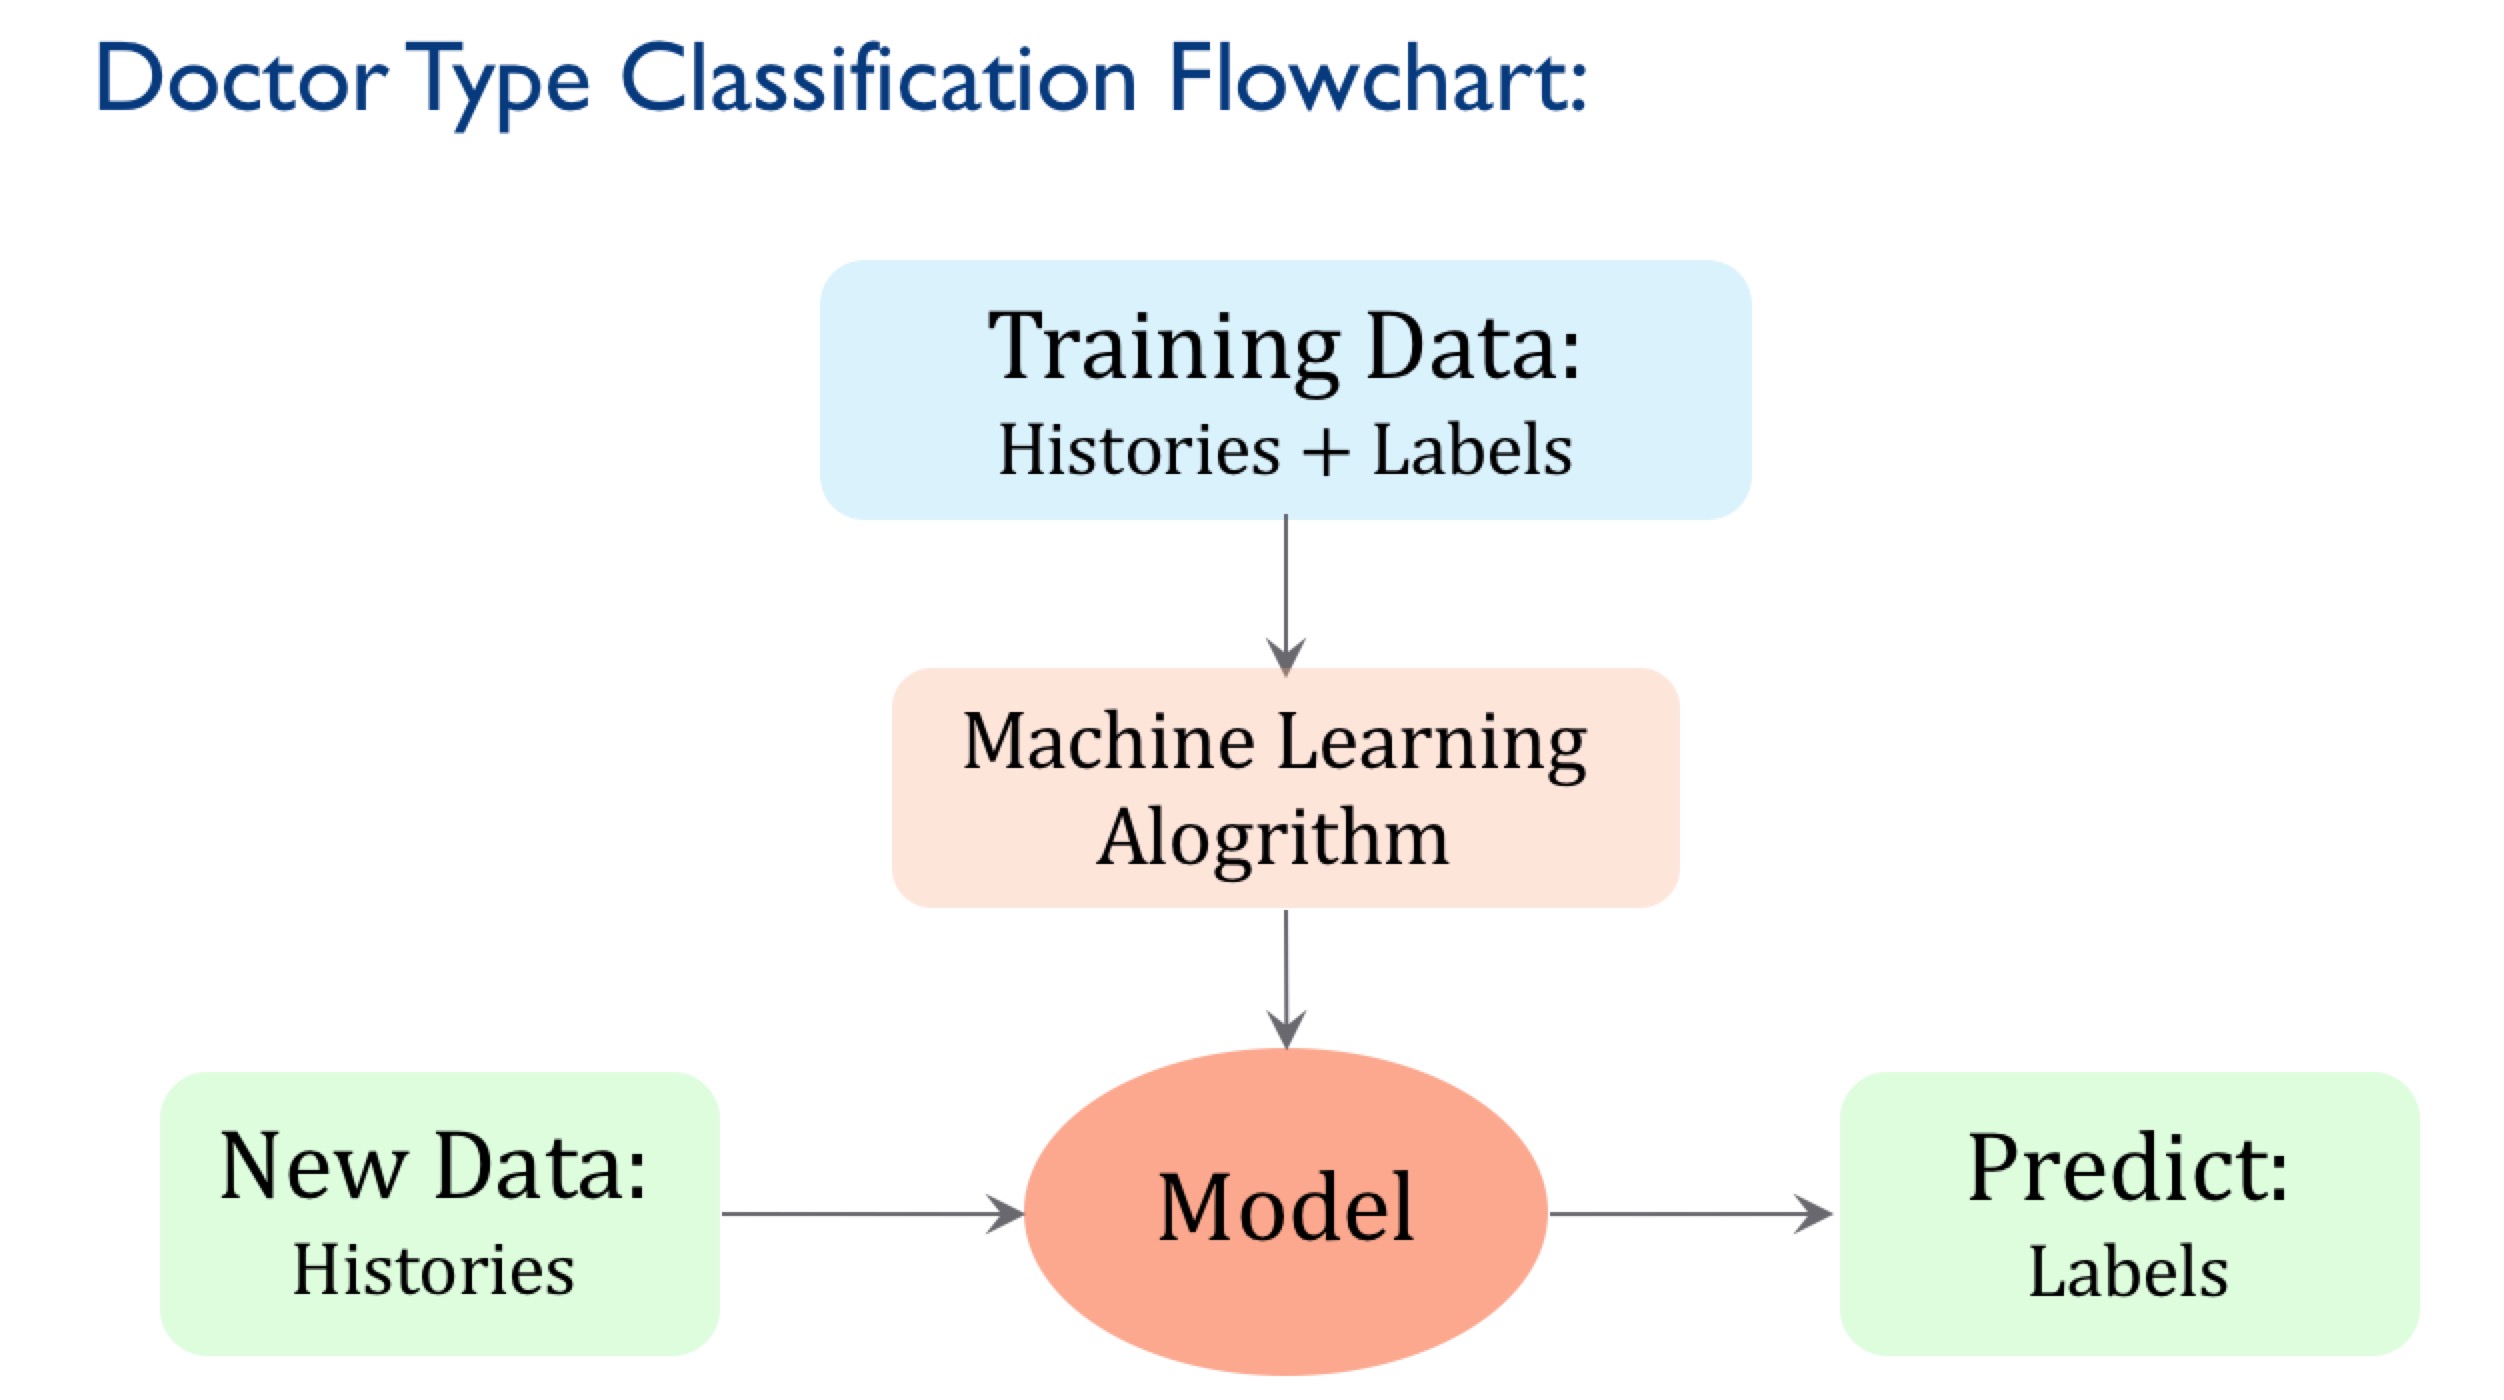 Doctor Type Classification Flowchart:
Training Data:
Histories + Labels
Machine Learning
Alogrithm
New Data:
Histories
Model
Predict:
Labels